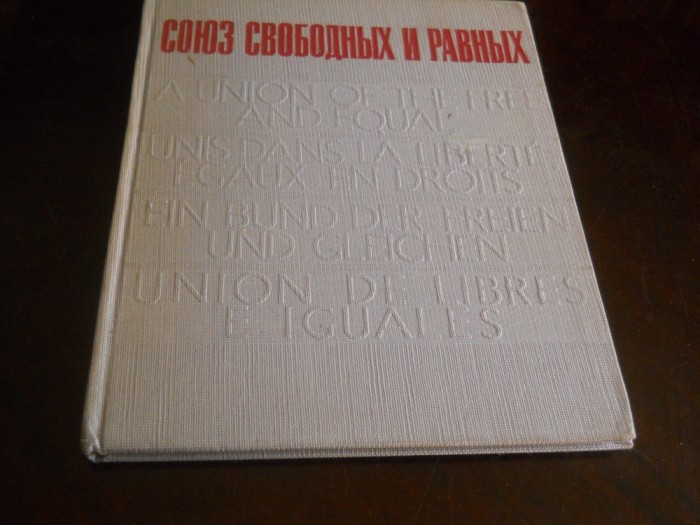 СОЮЗ СВОБОДНЫХ И РАВНЫХ
A UNION OF THE FREE
AND EQUAL
UNIS DANS LA LIBERTÉ,
ÉGAUX EN DROITS
EIN BUND DER FREIEN
UND GLEICHEN
UNION DE LIBRES
E IGUALES